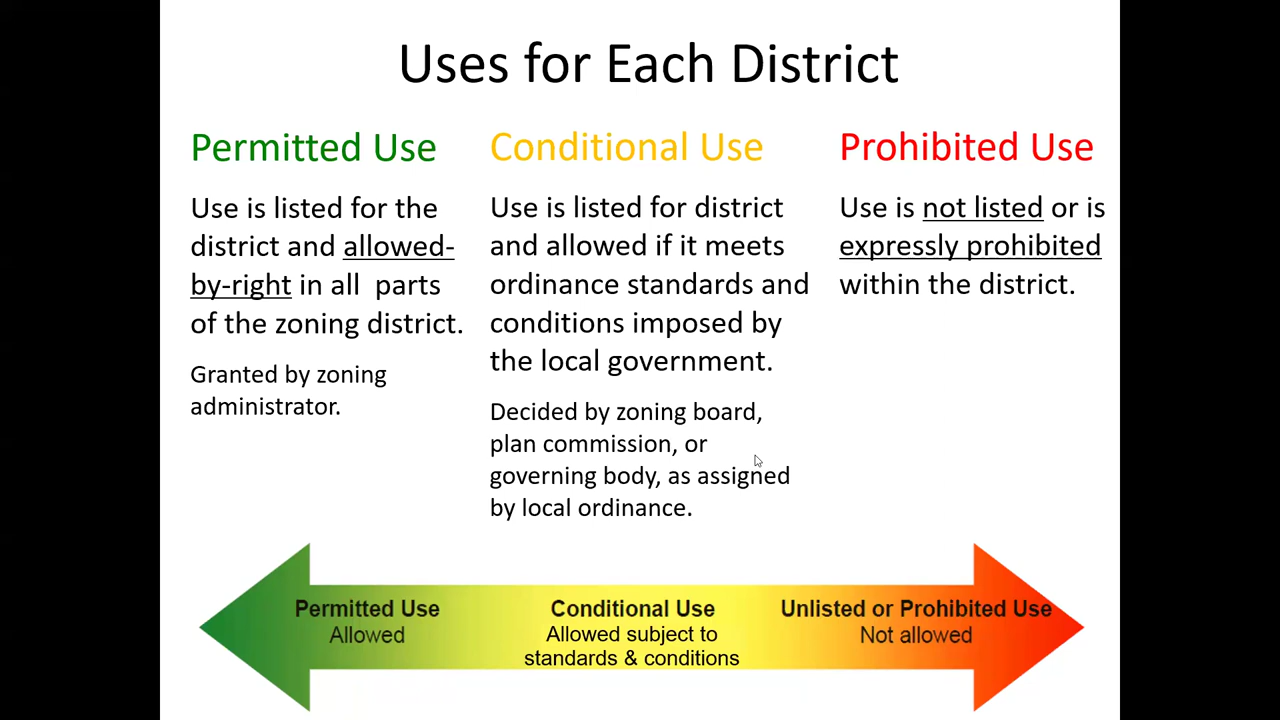 Uses for Each District
Permitted Use
Use is listed for the
district and allowed-
by-right in all parts
of the zoning district.
Granted by zoning
administrator.
Conditional Use
Use is listed for district
and allowed if it meets
ordinance standards and
conditions imposed by
the local government.
Decided by zoning board,
plan commission, or
governing body, as assigned
by local ordinance.
Prohibited Use
Use is not listed or is
expressly prohibited
within the district.
Permitted Use
Allowed
Conditional Use
Allowed subject to
standards & conditions
Unlisted or Prohibited Use
Not allowed